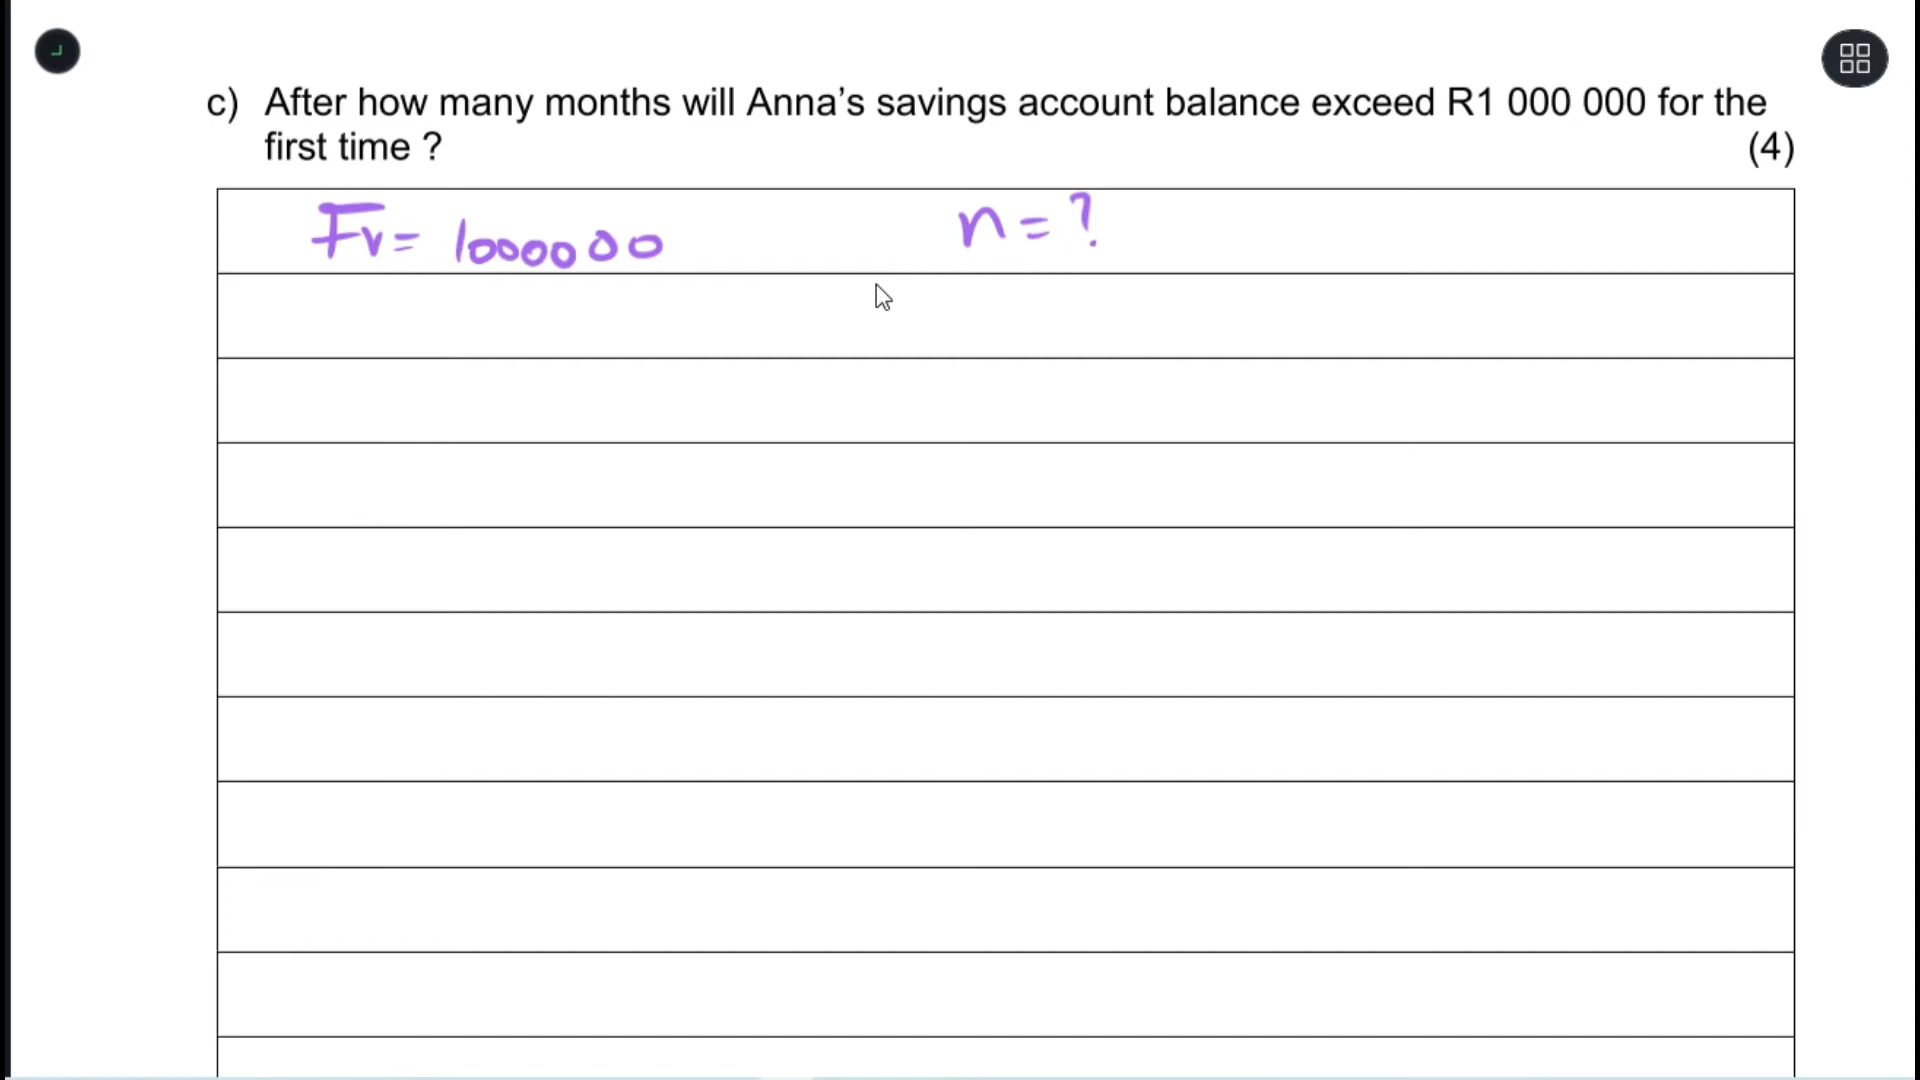 c) After how many months will Anna's savings account balance exceed R1 000 000 for the
first time ? (4)
Fv = 1000000 n = ?